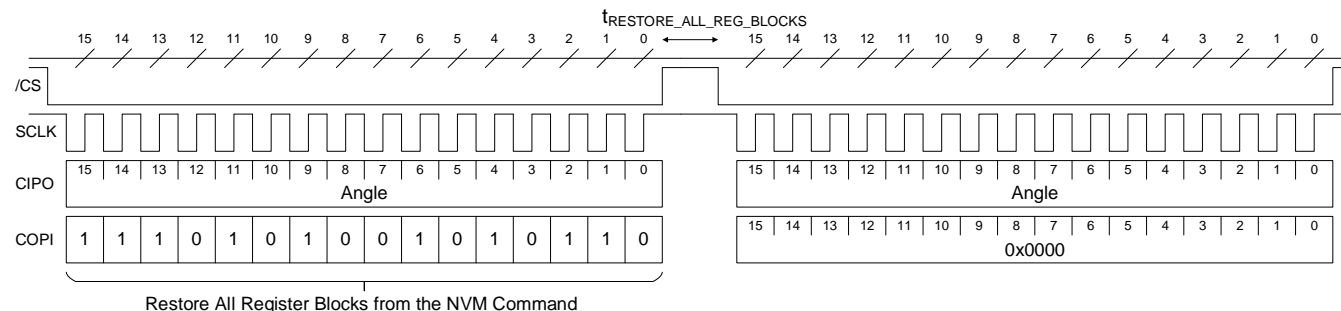 tRESTORE_ALL_REG_BLOCKS
15 14 13 12 11 10 9 8 7 6 5 4 3 2 1 0 15 14 13 12 11 10 9 8 7 6 5 4 3 2 1 0
/CS
SCLK
15 14 13 12 11 10 9 8 7 6 5 4 3 2 1 0 15 14 13 12 11 10 9 8 7 6 5 4 3 2 1 0
CIPO
Angle Angle
COPI 1 1 1 0 1 0 1 0 0 1 0 1 0 1 1 0 15 14 13 12 11 10 9 8 7 6 5 4 3 2 1 0
0x0000
Restore All Register Blocks from the NVM Command